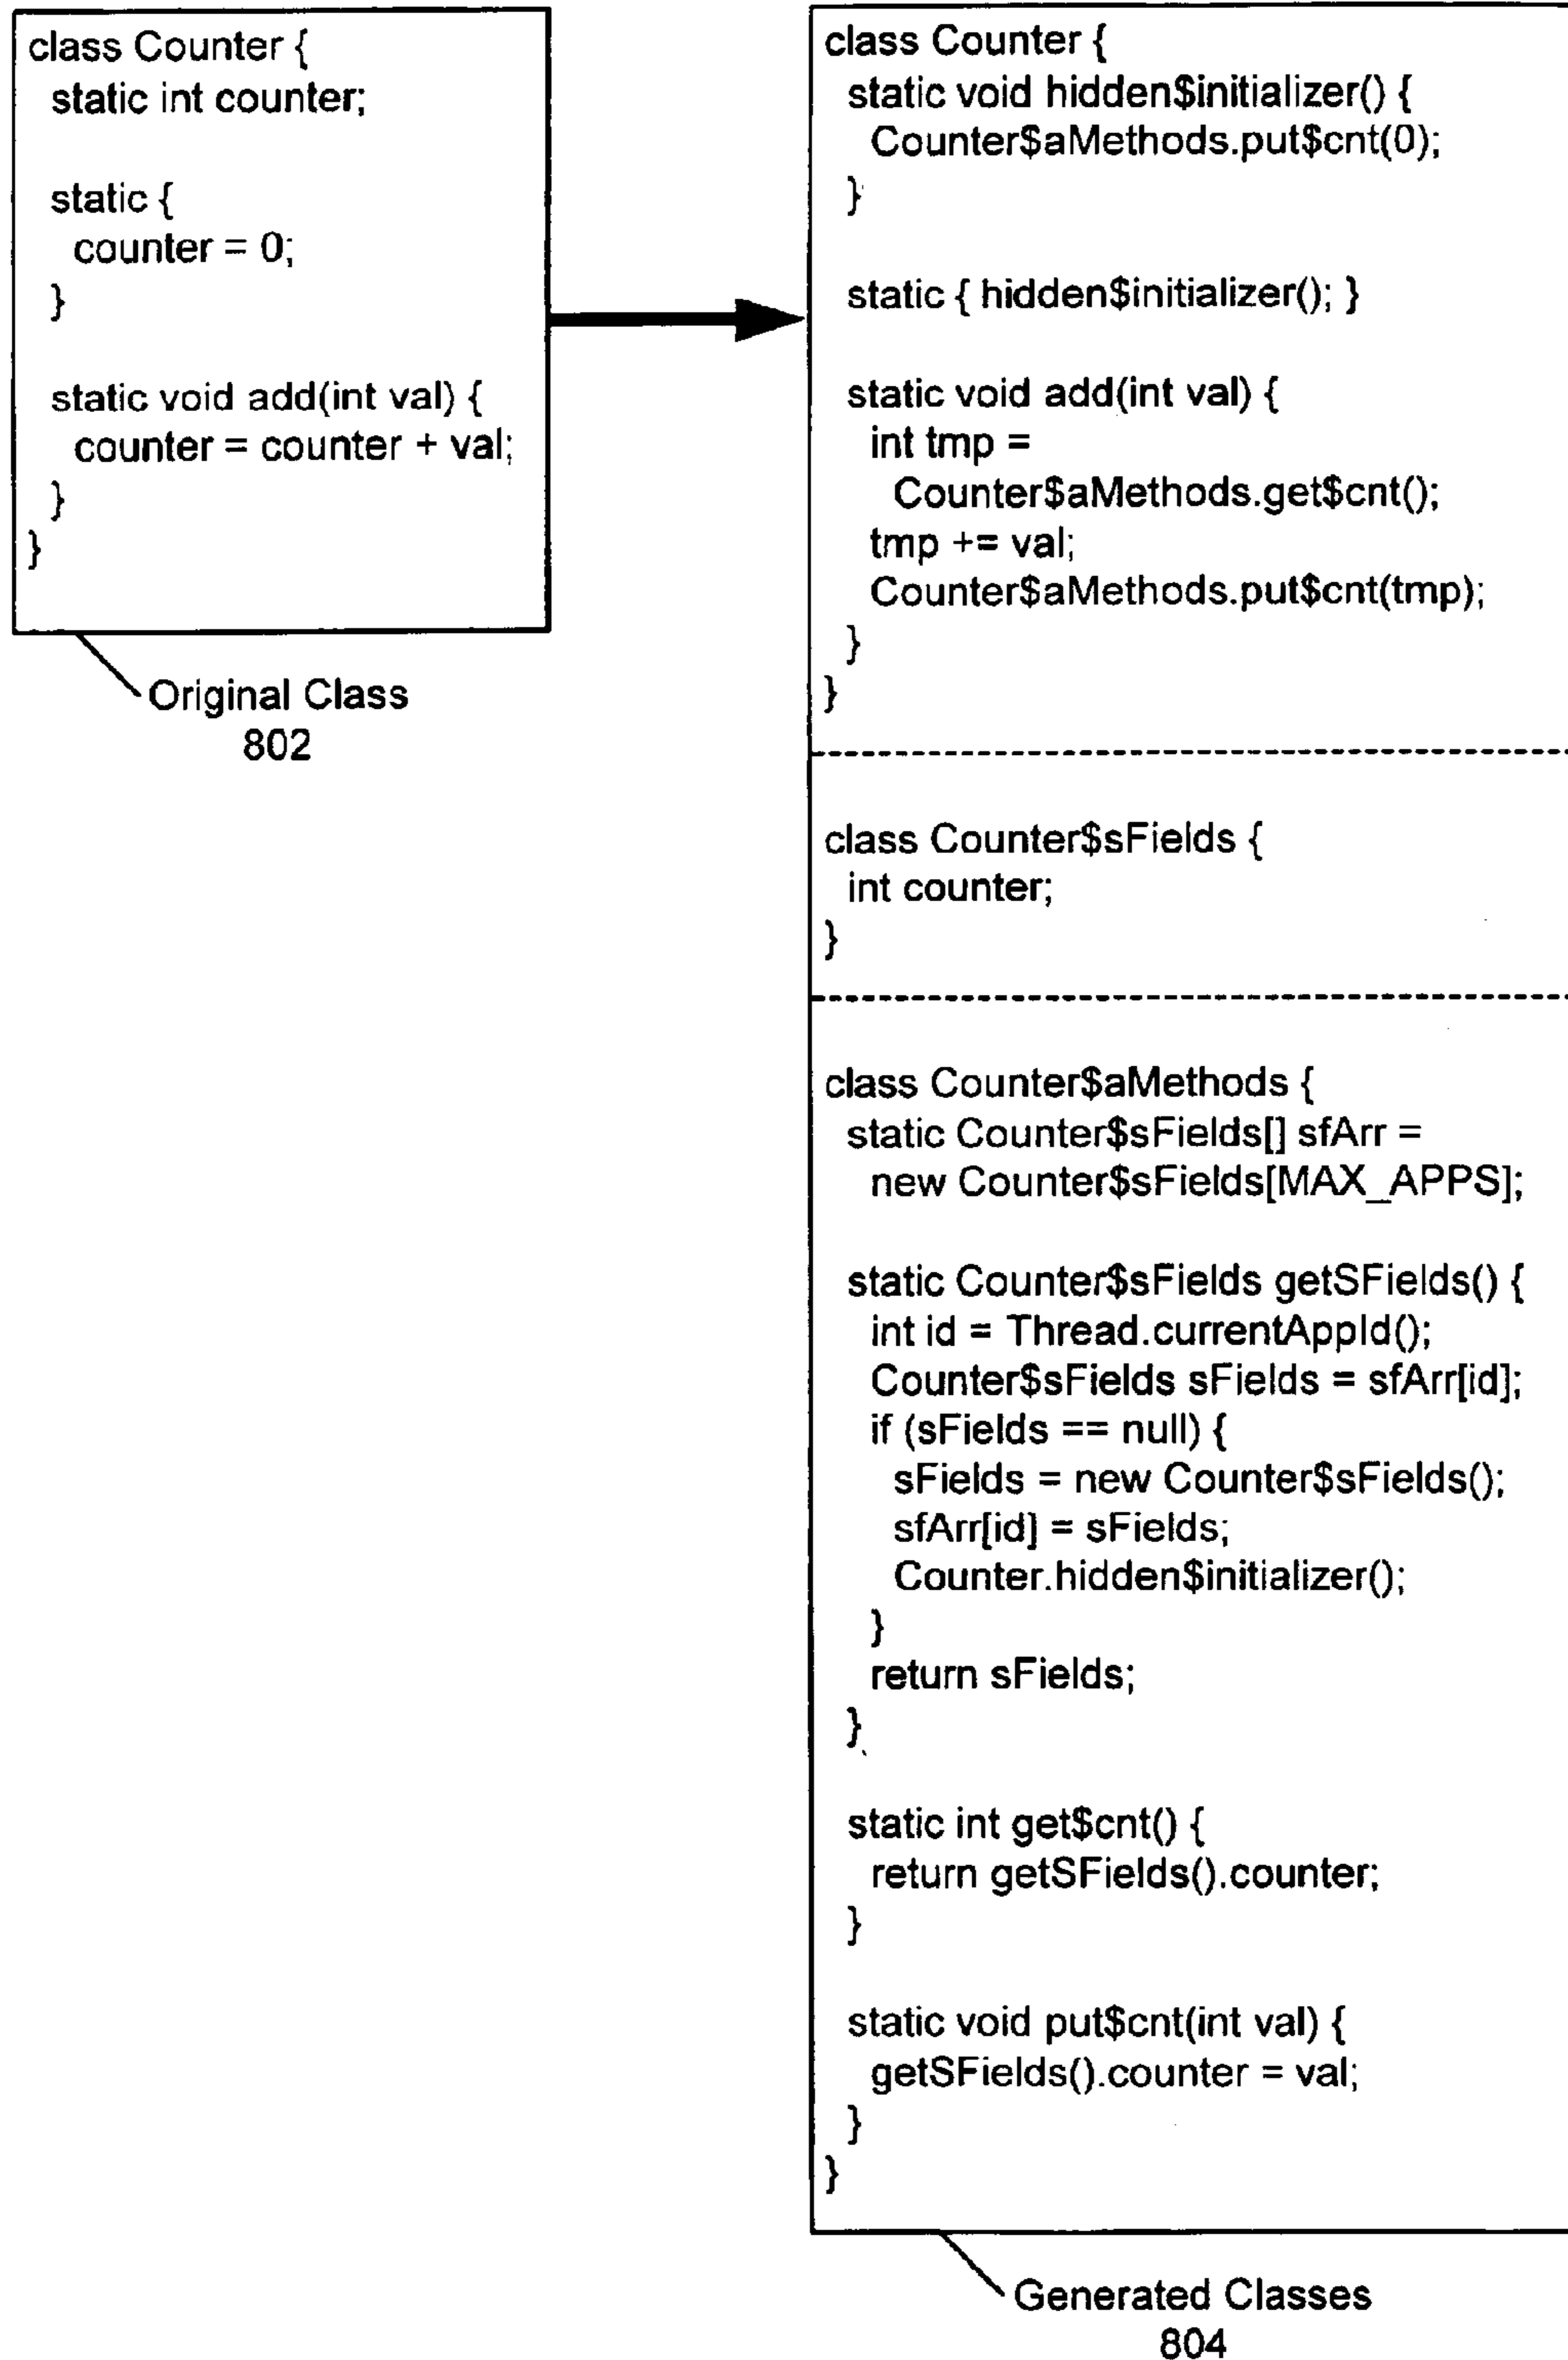 class Counter {
static int counter;
static {
counter = 0;
}
static void add(int val) {
counter = counter + val;
}
}
Original Class
802
class Counter {
static void hidden$initializer() {
Counter$aMethods.put$cnt(0);
}
static { hidden$initializer(); }
static void add(int val) {
int tmp =
Counter$aMethods.get$cnt();
tmp += val;
Counter$aMethods.put$cnt(tmp);
}
}
class Counter$sFields {
int counter;
}
class Counter$aMethods {
static Counter$sFields[] sfArr =
new Counter$sFields[MAX_APPS];
static Counter$sFields getSFields() {
int id = Thread.currentAppId();
Counter$sFields sFields = sfArr[id];
if (sFields == null) {
sFields = new Counter$sFields();
sfArr[id] = sFields;
Counter.hidden$initializer();
}
return sFields;
}
static int get$cnt() {
return getSFields().counter;
}
static void put$cnt(int val) {
getSFields().counter = val;
}
}
Generated Classes
804